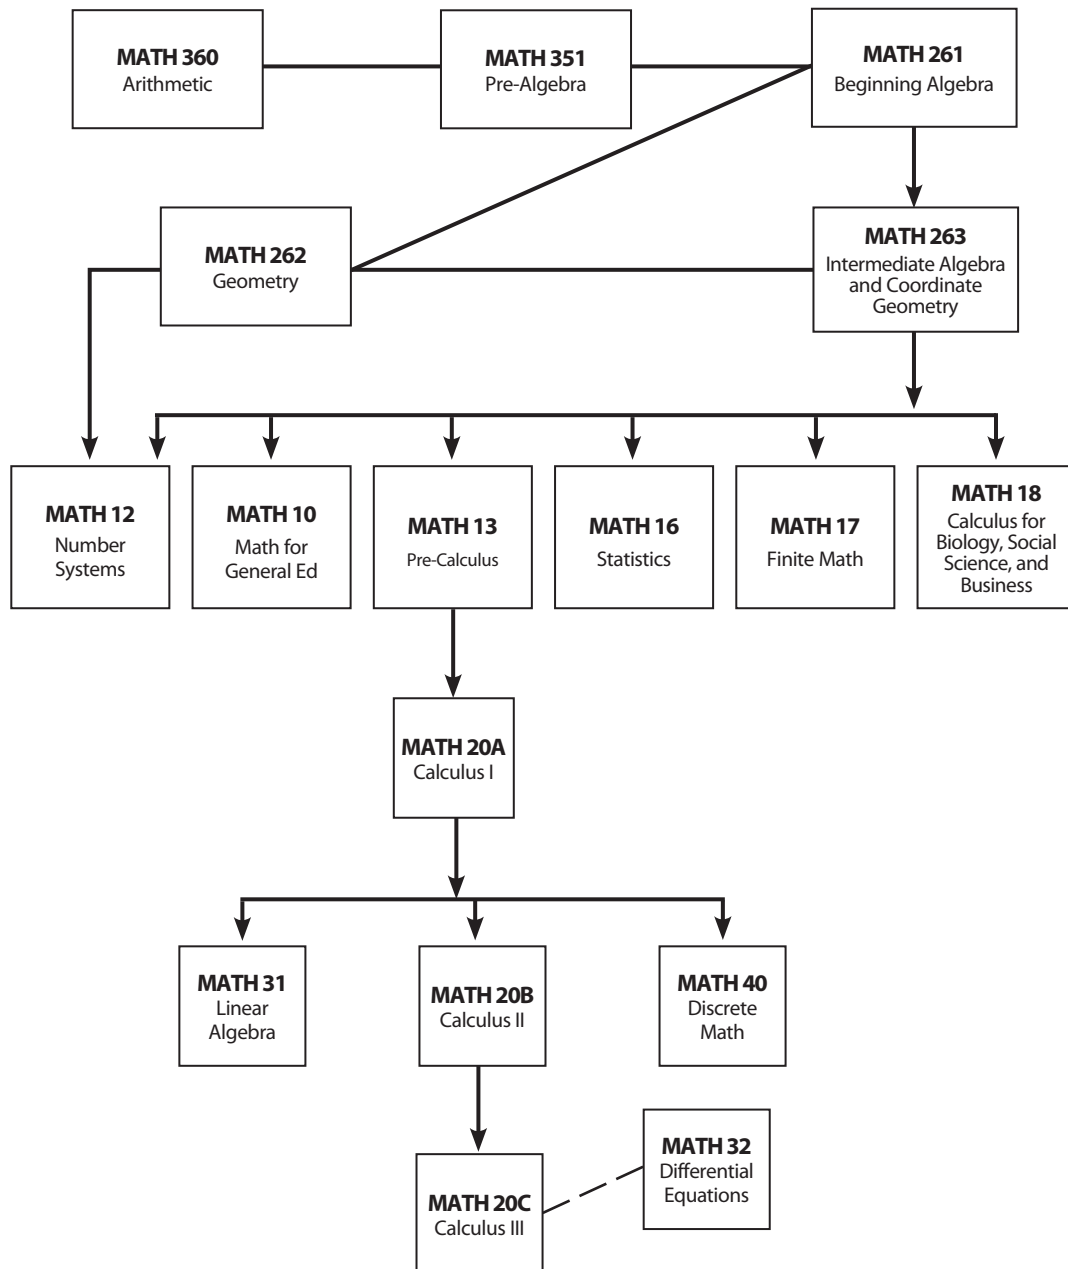 MATH 360
Arithmetic
MATH 351
Pre-Algebra
MATH 261
Beginning Algebra
MATH 262
Geometry
MATH 263
Intermediate Algebra
and Coordinate
Geometry
MATH 12
Number
Systems
MATH 10
Math for
General Ed
MATH 13
Pre-Calculus
MATH 16
Statistics
MATH 17
Finite Math
MATH 18
Calculus for
Biology, Social
Science, and
Business
MATH 20A
Calculus I
MATH 31
Linear
Algebra
MATH 20B
Calculus II
MATH 40
Discrete
Math
MATH 32
Differential
Equations
MATH 20C
Calculus III